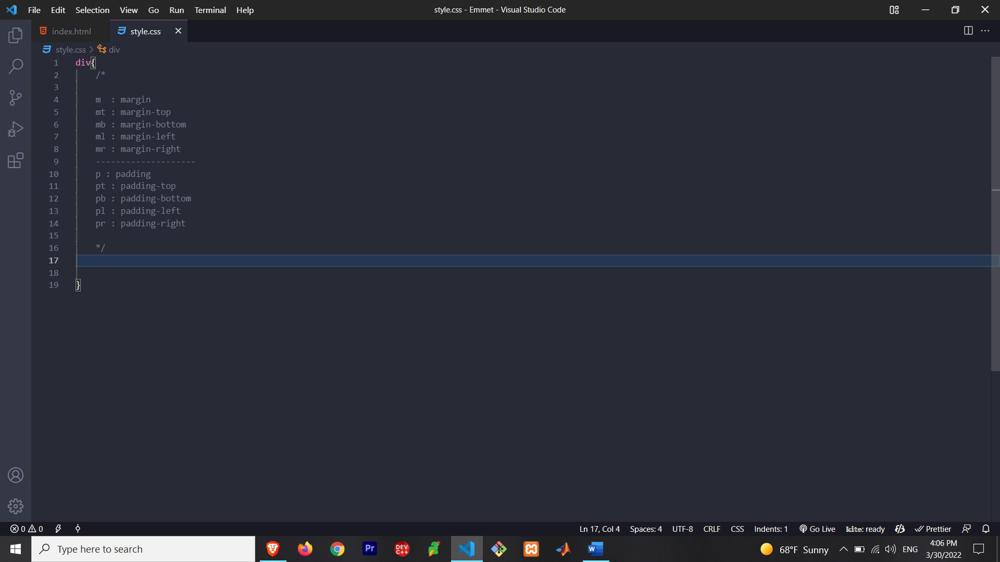 File Edit Selection View Go Run Terminal Help style.css - Emmet - Visual Studio Code
index.html style.css
style.css > div
1 div{
2 /*
3
4 m  : margin
5 mt : margin-top
6 mb : margin-bottom
7 ml : margin-left
8 mr : margin-right
9 --------------------
10 p : padding
11 pt : padding-top
12 pb : padding-bottom
13 pl : padding-left
14 pr : padding-right
15
16 */
17
18
19 }
0 0 Ln 17, Col 4 Spaces: 4 UTF-8 CRLF CSS Indents: 1 Go Live kite: ready Prettier
Type here to search Pr DEV C++ W 68°F Sunny ENG 4:06 PM
3/30/2022